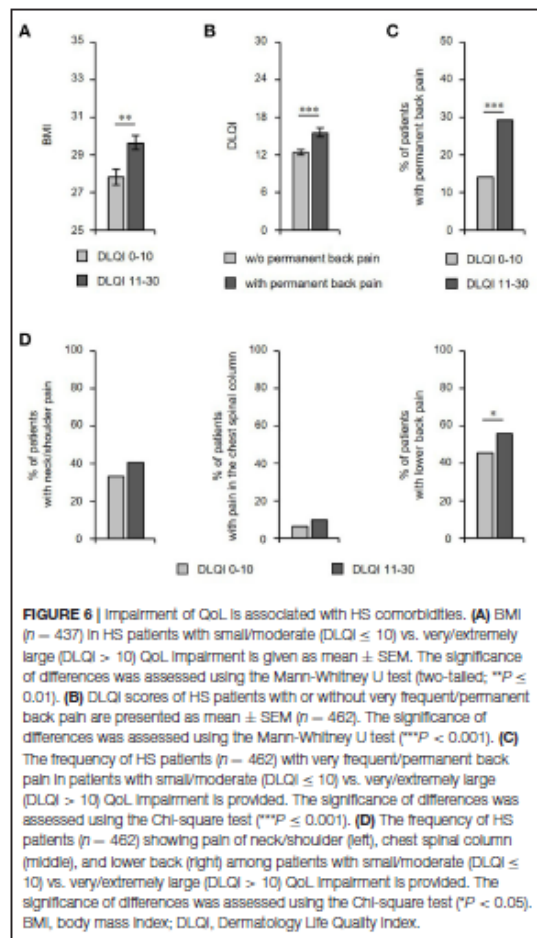 A
B
C
35
33
31
29
27
25
BMI
**
DLQI 0-10
DLQI 11-30
30
24
18
12
6
0
DLQI
***
w/o permanent back pain
with permanent back pain
50
40
30
20
10
0
% of patients
with permanent back pain
***
DLQI 0-10
DLQI 11-30
D
100
80
60
40
20
0
% of patients
with neck/shoulder pain
100
80
60
40
20
0
% of patients
with pain in the chest spinal column
100
80
60
40
20
0
% of patients
with lower back pain
*
DLQI 0-10
DLQI 11-30
FIGURE 6 | Impairment of QoL is associated with HS comorbidities. (A) BMI
(n = 437) in HS patients with small/moderate (DLQI ≤ 10) vs. very/extremely
large (DLQI > 10) QoL impairment is given as mean ± SEM. The significance
of differences was assessed using the Mann-Whitney U test (two-tailed; **P ≤
0.01). (B) DLQI scores of HS patients with or without very frequent/permanent
back pain are presented as mean ± SEM (n = 462). The significance of
differences was assessed using the Mann-Whitney U test (***P < 0.001). (C)
The frequency of HS patients (n = 462) with very frequent/permanent back
pain in patients with small/moderate (DLQI ≤ 10) vs. very/extremely large
(DLQI > 10) QoL impairment is provided. The significance of differences was
assessed using the Chi-square test (***P ≤ 0.001). (D) The frequency of HS
patients (n = 462) showing pain of neck/shoulder (left), chest spinal column
(middle), and lower back (right) among patients with small/moderate (DLQI ≤
10) vs. very/extremely large (DLQI > 10) QoL impairment is provided. The
significance of differences was assessed using the Chi-square test (*P < 0.05).
BMI, body mass index; DLQI, Dermatology Life Quality Index.